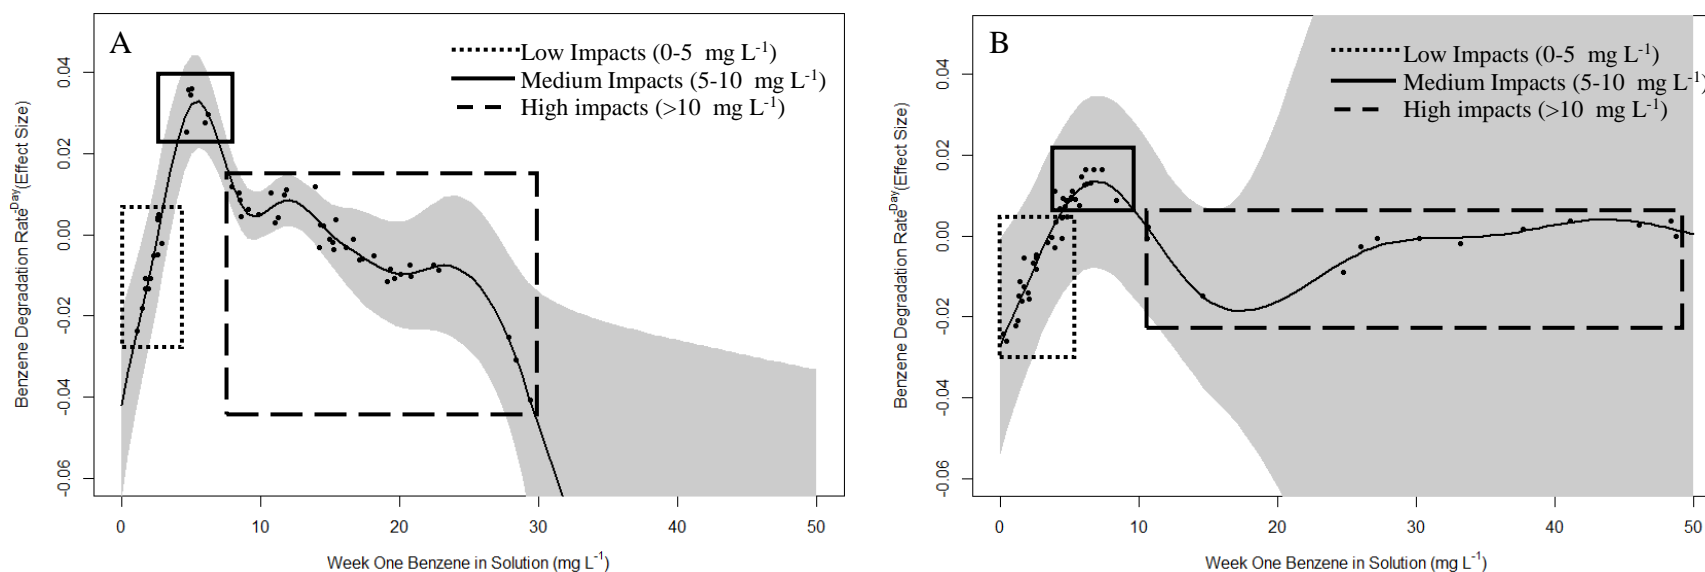 A
Low Impacts (0-5 mg L-1)
Medium Impacts (5-10 mg L-1)
High impacts (>10 mg L-1)
Benzene Degradation Rate-Day(Effect Size)
0.04
0.02
0.00
-0.02
-0.04
-0.06
0 10 20 30 40 50
Week One Benzene in Solution (mg L-1)
B
Low Impacts (0-5 mg L-1)
Medium Impacts (5-10 mg L-1)
High impacts (>10 mg L-1)
Benzene Degradation Rate-Day(Effect Size)
0.04
0.02
0.00
-0.02
-0.04
-0.06
0 10 20 30 40 50
Week One Benzene in Solution (mg L-1)